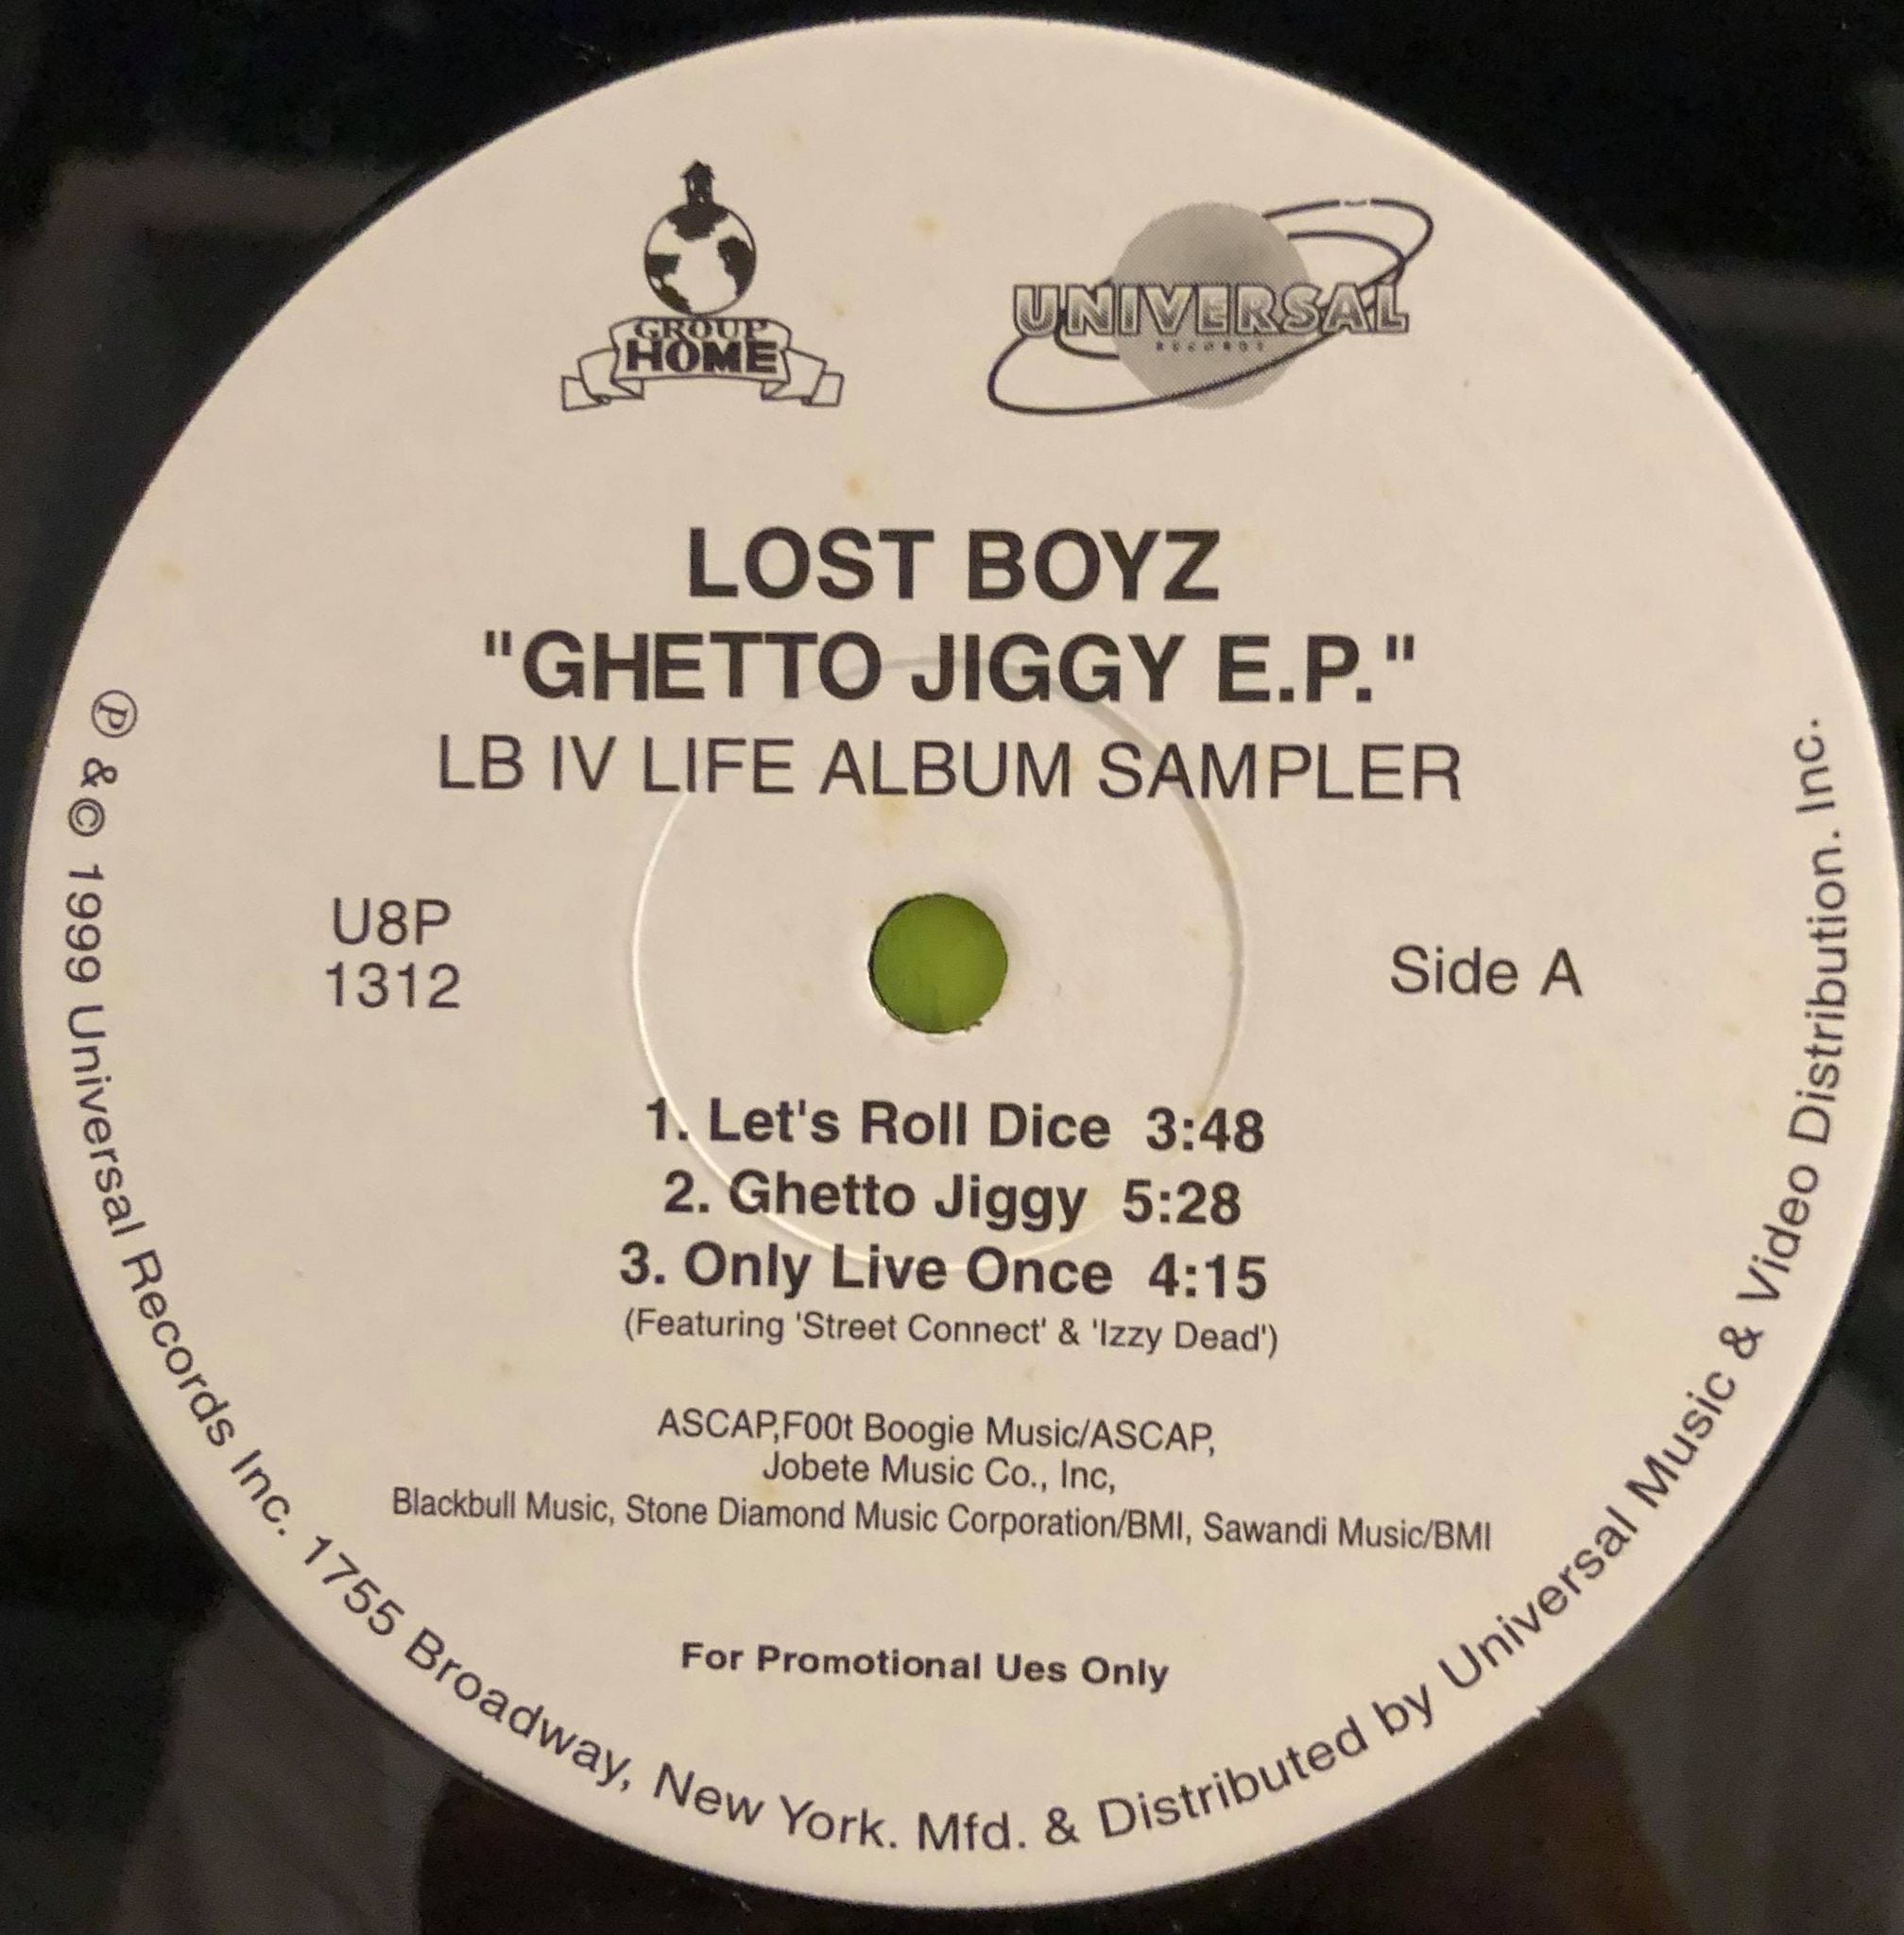 GROUP
HOME
UNIVERSAL
RECORDS
LOST BOYZ
"GHETTO JIGGY E.P."
LB IV LIFE ALBUM SAMPLER
U8P
1312
Side A
1. Let's Roll Dice 3:48
2. Ghetto Jiggy 5:28
3. Only Live Once 4:15
(Featuring 'Street Connect' & 'Izzy Dead')
ASCAP,F00t Boogie Music/ASCAP,
Jobete Music Co., Inc,
Blackbull Music, Stone Diamond Music Corporation/BMI, Sawandi Music/BMI
For Promotional Ues Only
℗ & © 1999 Universal Records Inc. 1755 Broadway, New York. Mfd. & Distributed by Universal Music & Video Distribution. Inc.